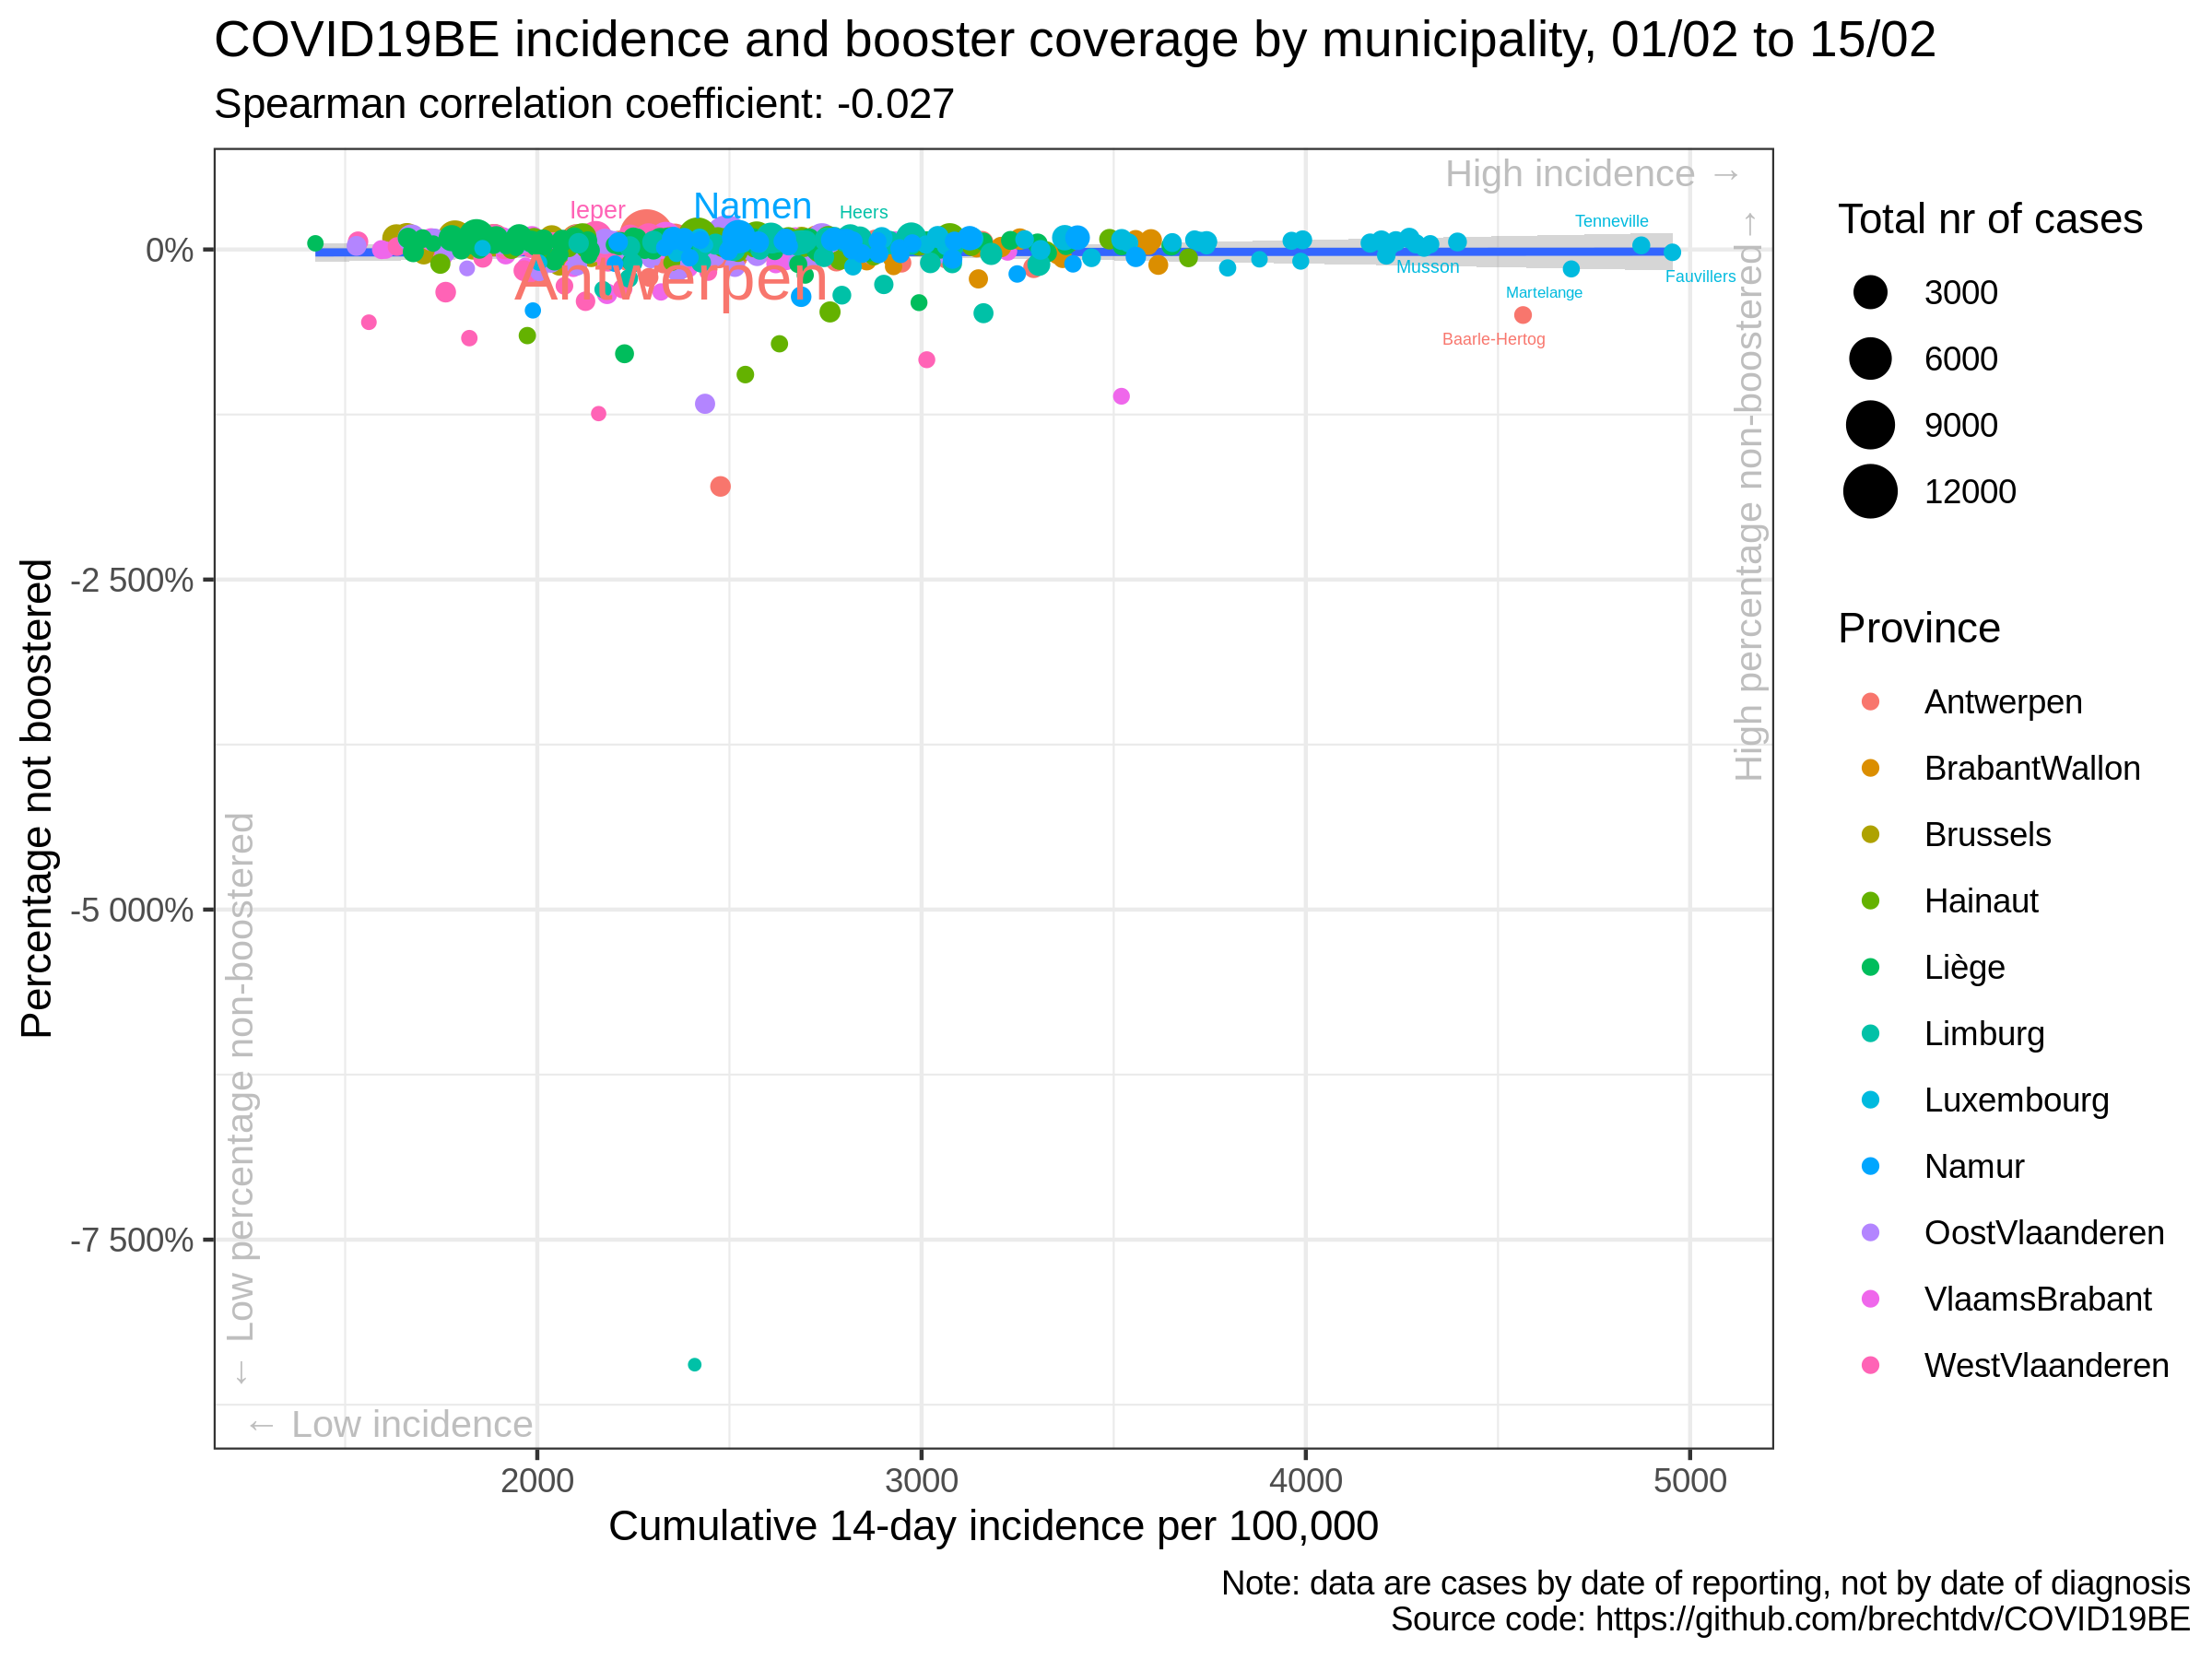 COVID19BE incidence and booster coverage by municipality, 01/02 to 15/02
Spearman correlation coefficient: -0.027
High incidence →
Ieper
Namen
Heers
Tenneville
Musson
Fauvillers
Martelange
Antwerpen
Baarle-Hertog
High percentage non-boostered →
← Low percentage non-boostered
← Low incidence
0%
-2 500%
-5 000%
-7 500%
Percentage not boostered
2000
3000
4000
5000
Cumulative 14-day incidence per 100,000
Total nr of cases
3000
6000
9000
12000
Province
Antwerpen
BrabantWallon
Brussels
Hainaut
Liège
Limburg
Luxembourg
Namur
OostVlaanderen
VlaamsBrabant
WestVlaanderen
Note: data are cases by date of reporting, not by date of diagnosis
Source code: https://github.com/brechtdv/COVID19BE